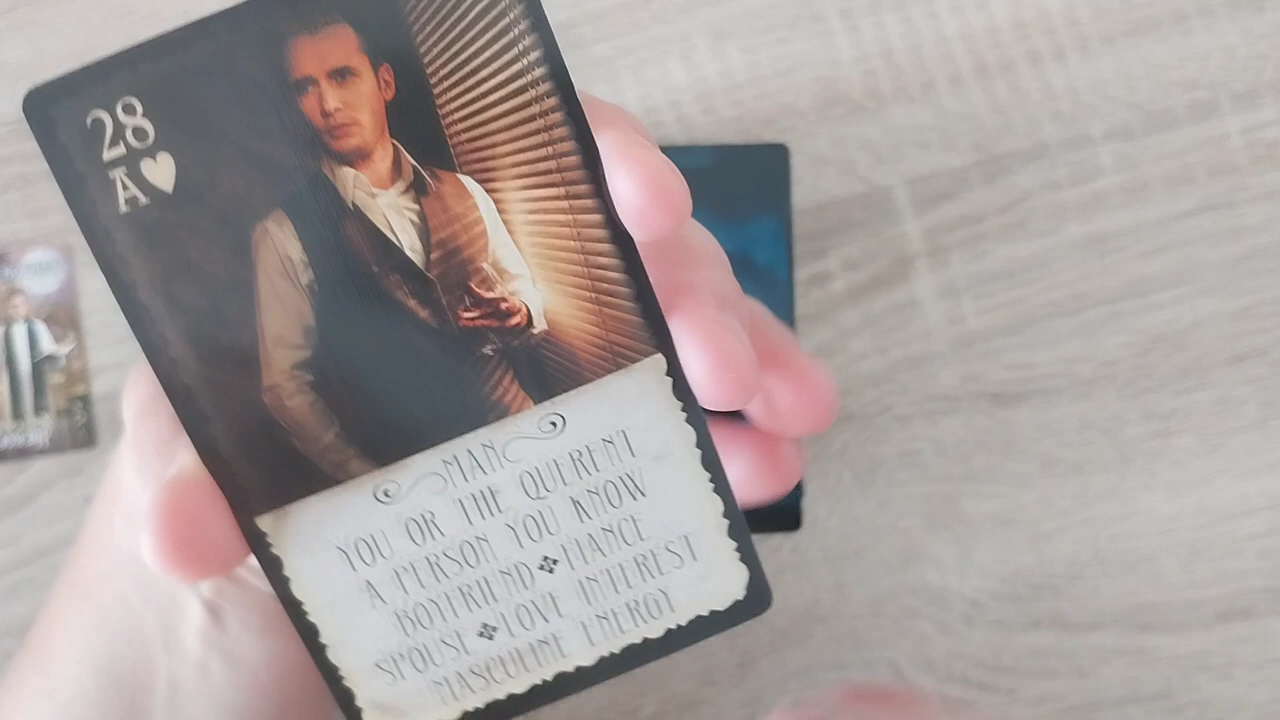 28
A♥
MAN
YOU OR THE QUERENT
A PERSON YOU KNOW
BOYFRIEND ❖ FIANCE
SPOUSE ❖ LOVE INTEREST
MASCULINE ENERGY